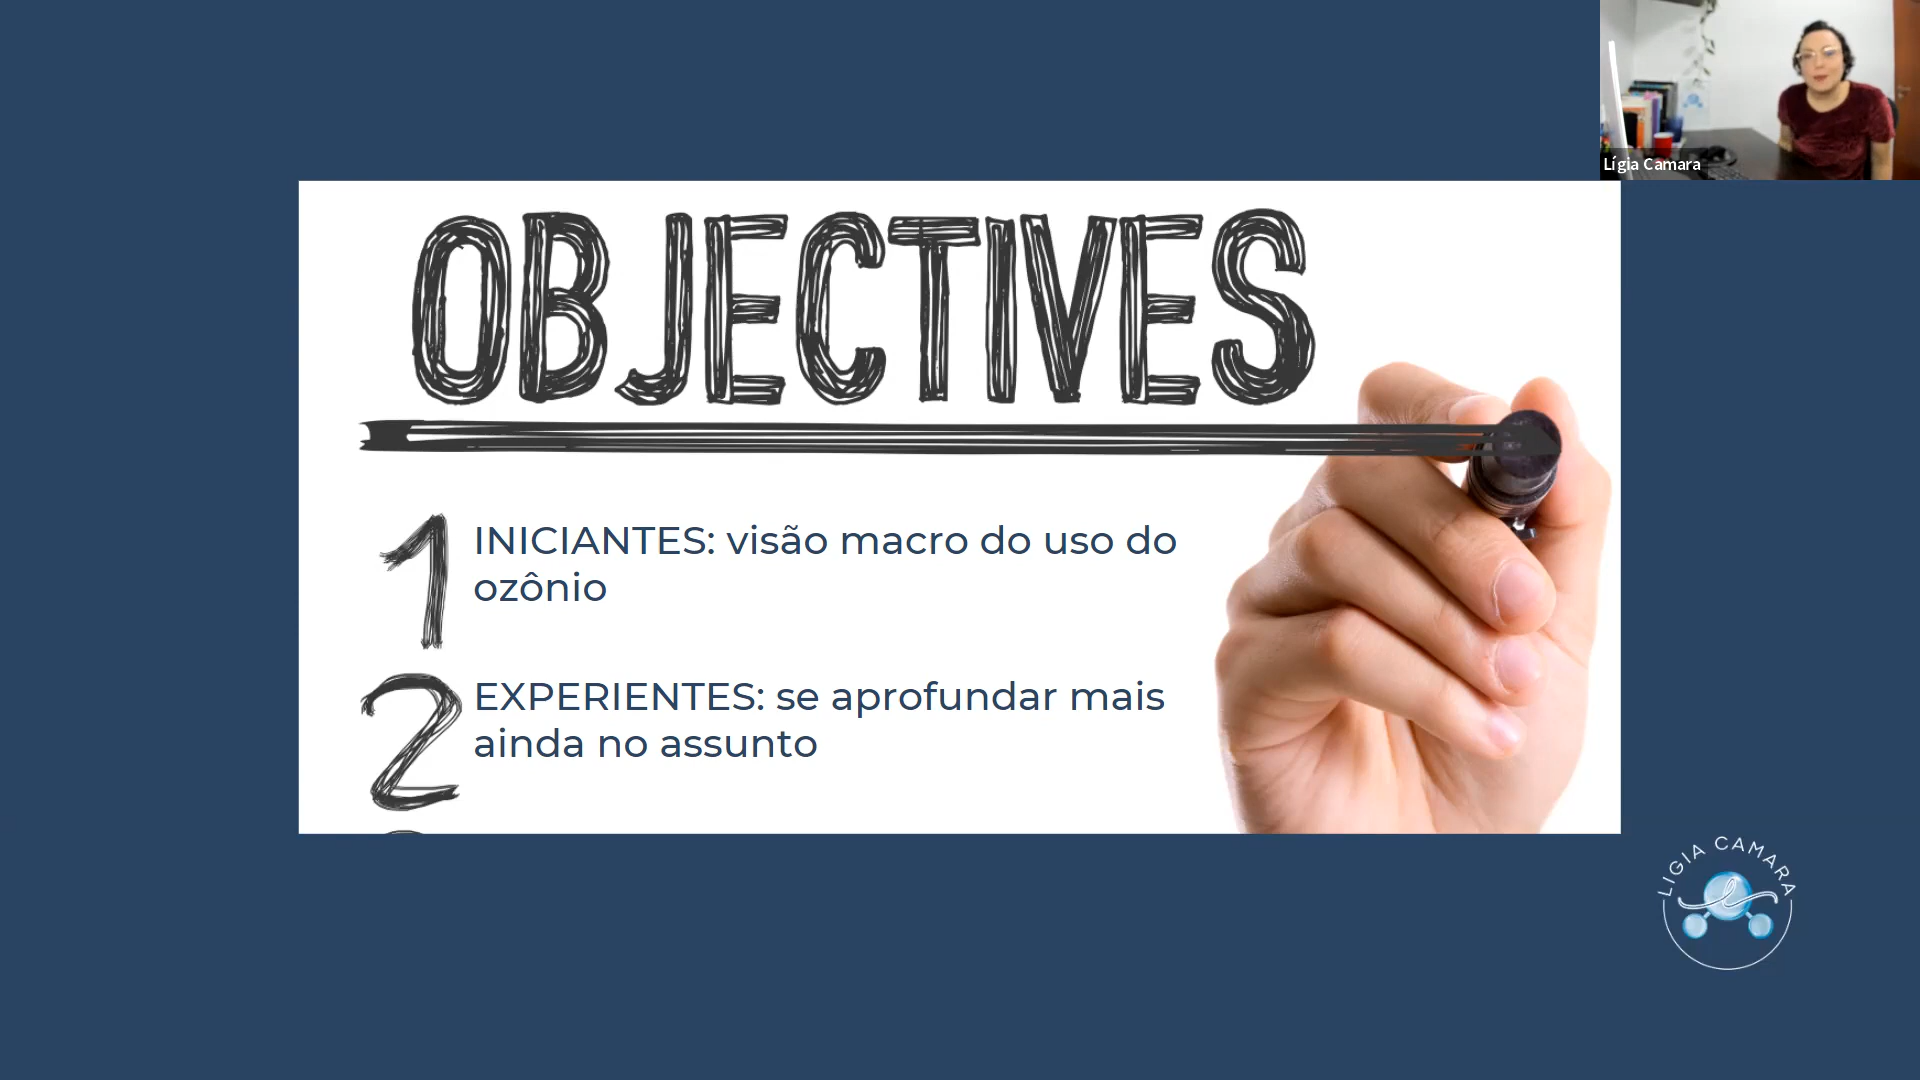 Lígia Camara
OBJECTIVES
1
INICIANTES: visão macro do uso do
ozônio
2
EXPERIENTES: se aprofundar mais
ainda no assunto
LIGIA CAMARA